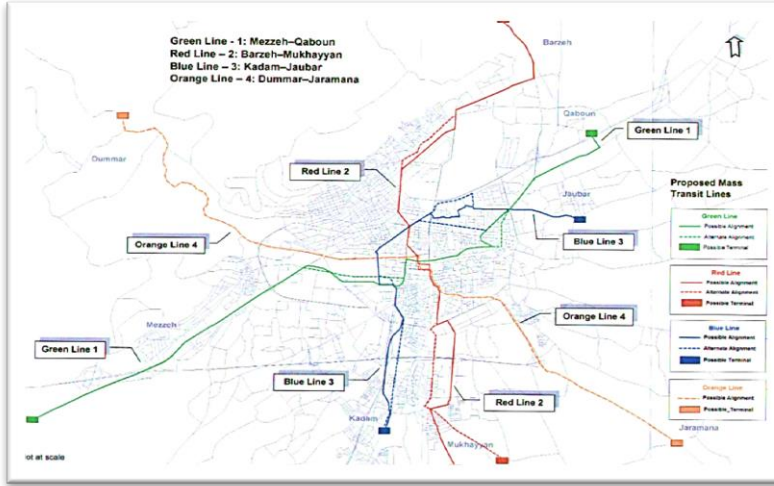 Green Line - 1: Mezzeh–Qaboun
Red Line – 2: Barzeh–Mukhayyan
Blue Line – 3: Kadam–Jaubar
Orange Line – 4: Dummar–Jaramana
Barzeh
Qaboun
Green Line 1
Dummar
Red Line 2
Jaubar
Orange Line 4
Blue Line 3
Mezzeh
Green Line 1
Orange Line 4
Blue Line 3
Red Line 2
Kadam
Mukhayyan
Jaramana
ot at scale
Proposed Mass
Transit Lines
Green Line
Possible Alignment
Alternate Alignment
Possible Terminal
Red Line
Possible Alignment
Alternate Alignment
Possible Terminal
Blue Line
Possible Alignment
Alternate Alignment
Possible Terminal
Orange Line
Possible Alignment
Possible_Terminal